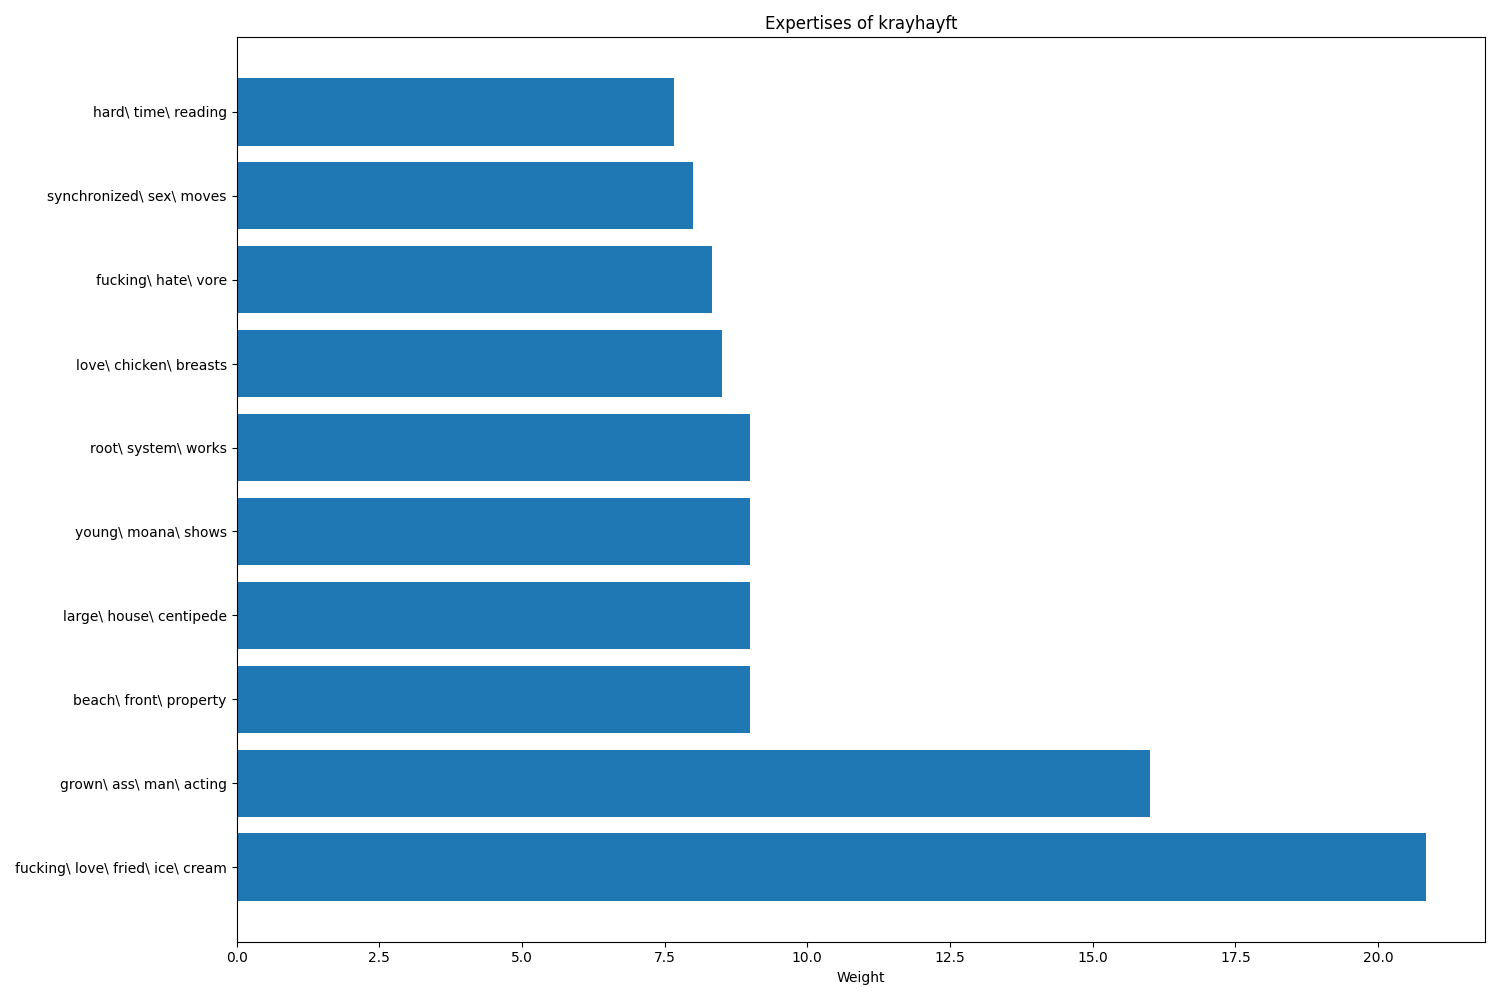 Expertises of krayhayft
hard\ time\ reading
synchronized\ sex\ moves
fucking\ hate\ vore
love\ chicken\ breasts
root\ system\ works
young\ moana\ shows
large\ house\ centipede
beach\ front\ property
grown\ ass\ man\ acting
fucking\ love\ fried\ ice\ cream
0.0 2.5 5.0 7.5 10.0 12.5 15.0 17.5 20.0
Weight